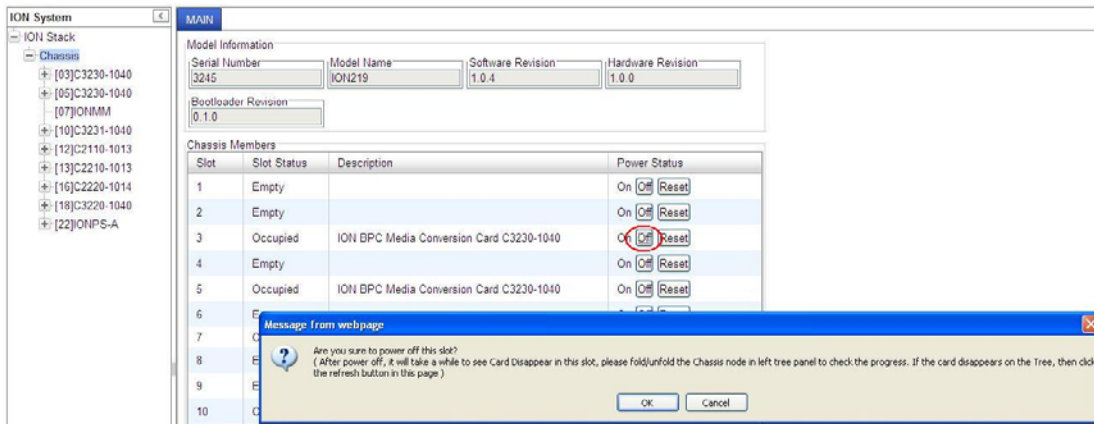 ION System
MAIN
ION Stack
Chassis
[03]C3230-1040
[05]C3230-1040
[07]IONMM
[10]C3231-1040
[12]C2110-1013
[13]C2210-1013
[16]C2220-1014
[18]C3220-1040
[22]IONPS-A
Model Information
Serial Number Model Name Software Revision Hardware Revision
3245 ION219 1.0.4 1.0.0
Bootloader Revision
0.1.0
Chassis Members
Slot Slot Status Description Power Status
1 Empty On Off Reset
2 Empty On Off Reset
3 Occupied ION BPC Media Conversion Card C3230-1040 On Off Reset
4 Empty On Off Reset
5 Occupied ION BPC Media Conversion Card C3230-1040 On Off Reset
6
7
8
9
10
Message from webpage
Are you sure to power off this slot?
( After power off, it will take a while to see Card Disappear in this slot, please fold/unfold the Chassis node in left tree panel to check the progress. If the card disappears on the Tree, then click
the refresh button in this page )
OK Cancel